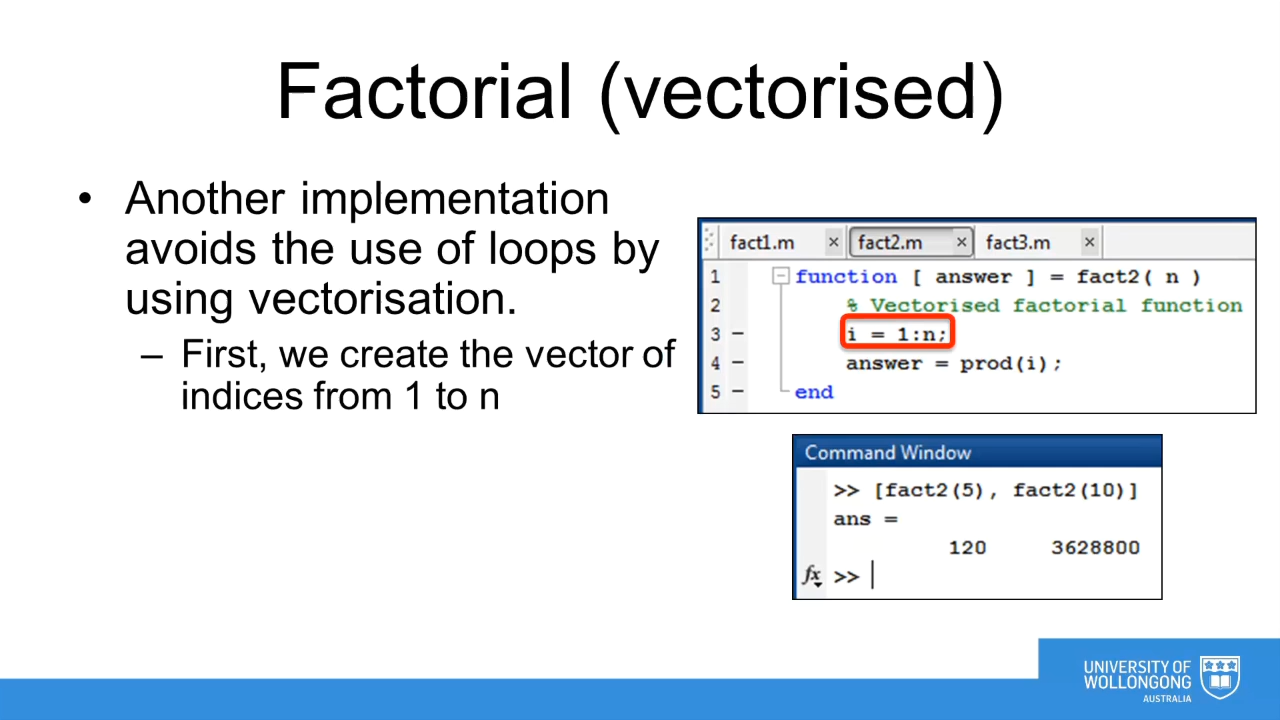 Factorial (vectorised)
• Another implementation
avoids the use of loops by
using vectorisation.
– First, we create the vector of
indices from 1 to n
fact1.m × fact2.m × fact3.m ×
1 function [ answer ] = fact2( n )
2 % Vectorised factorial function
3 – i = 1:n;
4 – answer = prod(i);
5 – end
Command Window
>> [fact2(5), fact2(10)]
ans =
120 3628800
fx >>
UNIVERSITY OF
WOLLONGONG
AUSTRALIA